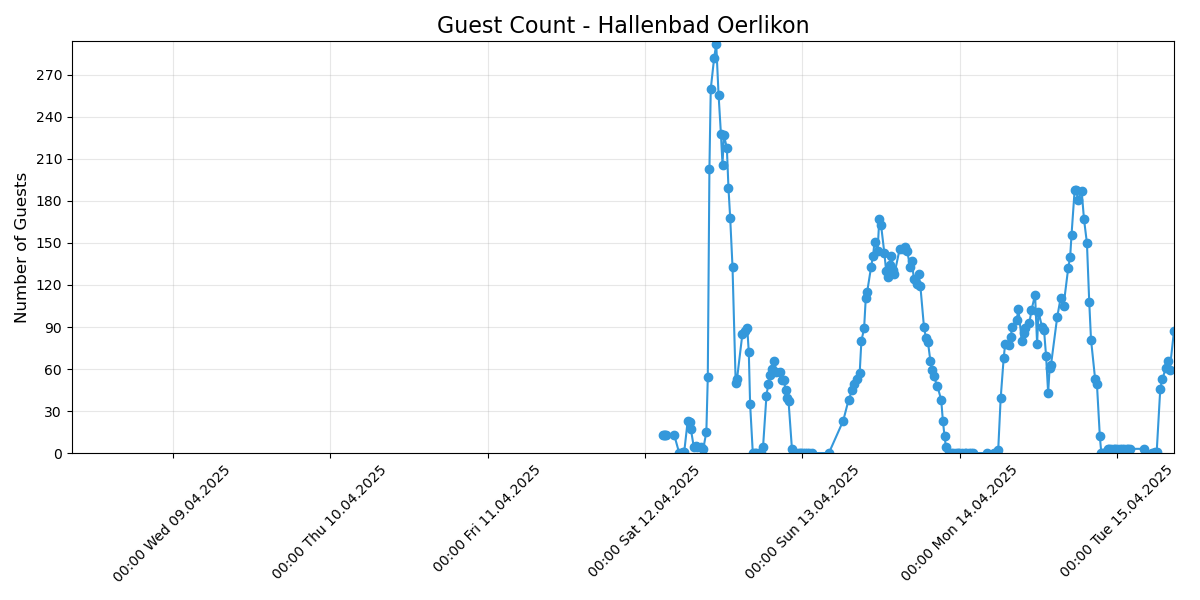 Guest Count - Hallenbad Oerlikon
Number of Guests
270
240
210
180
150
120
90
60
30
0
00:00 Wed 09.04.2025
00:00 Thu 10.04.2025
00:00 Fri 11.04.2025
00:00 Sat 12.04.2025
00:00 Sun 13.04.2025
00:00 Mon 14.04.2025
00:00 Tue 15.04.2025